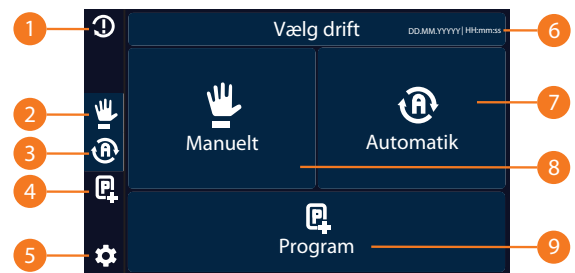 1
Vælg drift
DD.MM.YYYYY| HH:mm:ss
6
2
7
3
Manuelt
Automatik
8
4
P
Program
9
5